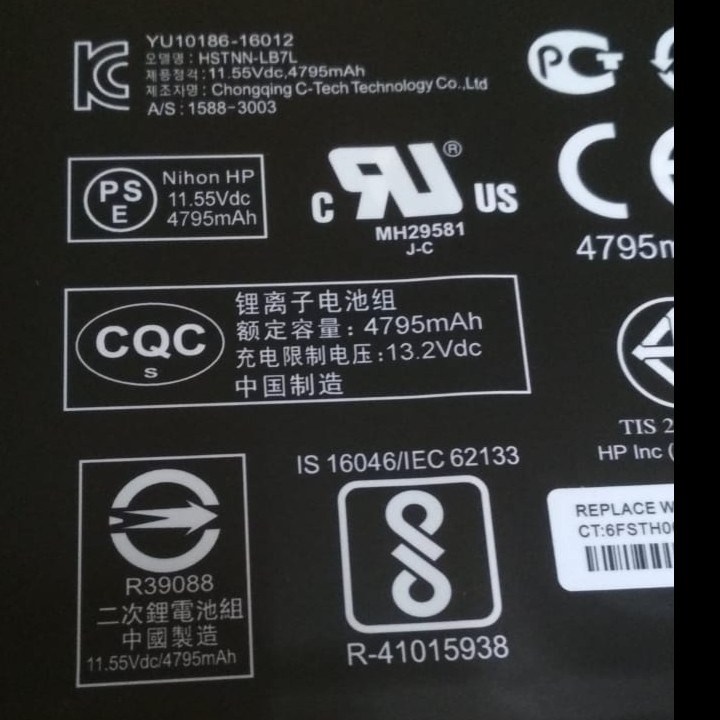 YU10186-16012
모델명 : HSTNN-LB7L
제품정격 : 11.55Vdc,4795mAh
제조자명 : Chongqing C-Tech Technology Co.,Ltd
A/S : 1588-3003
PS
E
Nihon HP
11.55Vdc
4795mAh
C RU ® US
MH29581
J-C
CE
4795m
CQC
S
锂离子电池组
额定容量: 4795mAh
充电限制电压:13.2Vdc
中国制造
TIS 2
HP Inc (
R39088
二次鋰電池組
中國製造
11.55Vdc/4795mAh
IS 16046/IEC 62133
R-41015938
REPLACE W
CT:6FSTH0